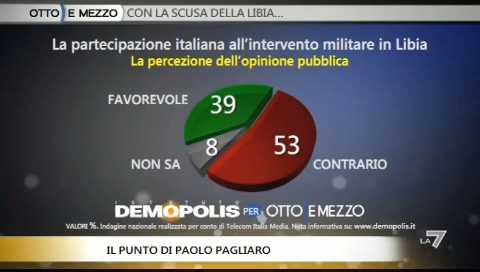 OTTO E MEZZO CON LA SCUSA DELLA LIBIA...
La partecipazione italiana all'intervento militare in Libia
La percezione dell'opinione pubblica
FAVOREVOLE 39
NON SA 8
53 CONTRARIO
ISTITUTO
DEMOPOLIS PER OTTO E MEZZO
VALORI %. Indagine nazionale realizzata per conto di Telecom Italia Media. Nota informativa su: www.demopolis.it
LA7
IL PUNTO DI PAOLO PAGLIARO